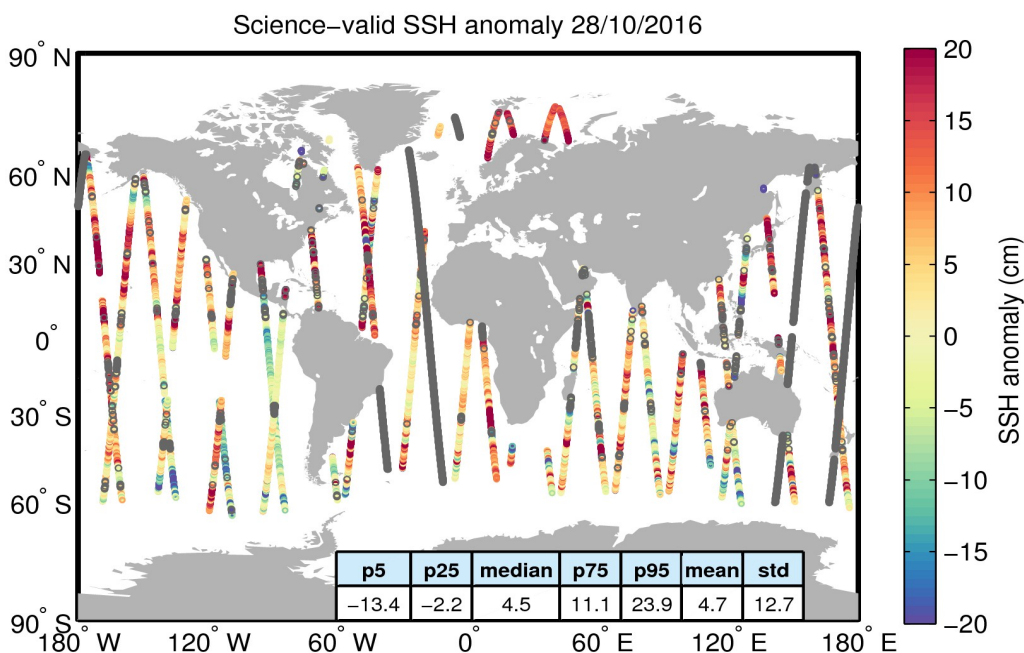 Science−valid SSH anomaly 28/10/2016
90° N
60° N
30° N
0°
30° S
60° S
90° S
180° W
120° W
60° W
0°
60° E
120° E
180° E
p5 p25 median p75 p95 mean std
−13.4 −2.2 4.5 11.1 23.9 4.7 12.7
20
15
10
5
0
−5
−10
−15
−20
SSH anomaly (cm)